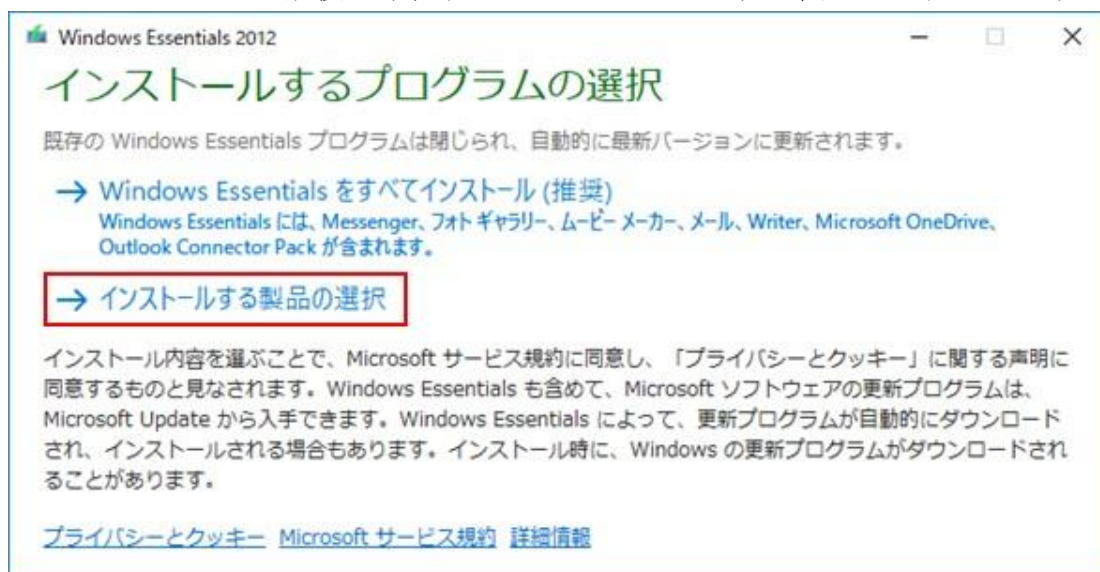 Windows Essentials 2012
インストールするプログラムの選択
既存の Windows Essentials プログラムは閉じられ、自動的に最新バージョンに更新されます。
→ Windows Essentials をすべてインストール (推奨)
Windows Essentials には、Messenger、フォト ギャラリー、ムービー メーカー、メール、Writer、Microsoft OneDrive、
Outlook Connector Pack が含まれます。
→ インストールする製品の選択
インストール内容を選ぶことで、Microsoft サービス規約に同意し、「プライバシーとクッキー」に関する声明に
同意するものと見なされます。Windows Essentials も含めて、Microsoft ソフトウェアの更新プログラムは、
Microsoft Update から入手できます。Windows Essentials によって、更新プログラムが自動的にダウンロード
され、インストールされる場合もあります。インストール時に、Windows の更新プログラムがダウンロードされ
ることがあります。
プライバシーとクッキー Microsoft サービス規約 詳細情報